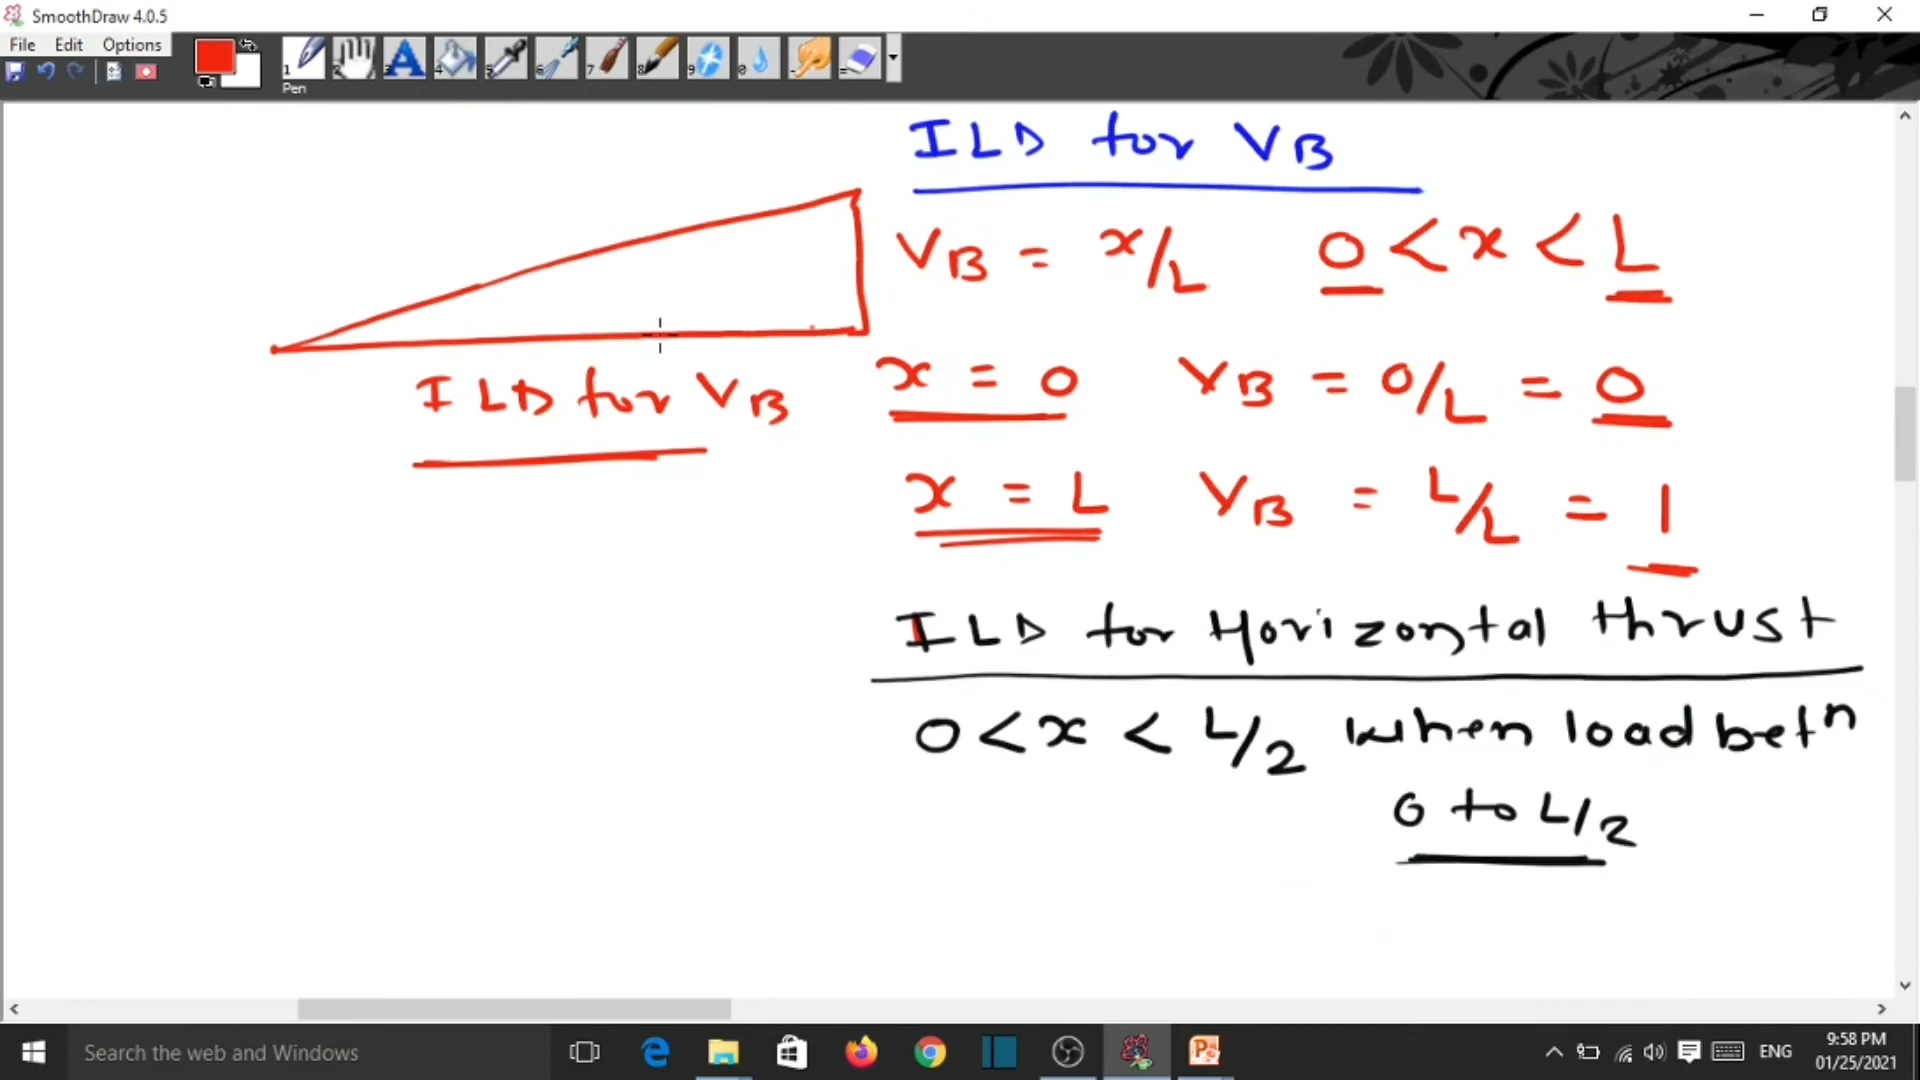 SmoothDraw 4.0.5
File Edit Options
Pen
ILD for VB
VB = x/L 0 < x < L
ILD for VB
x = 0 VB = 0/L = 0
x = L VB = L/L = 1
ILD for Horizontal thrust
0 < x < L/2 when load betn
0 to L/2
Search the web and Windows
ENG
9:58 PM
01/25/2021